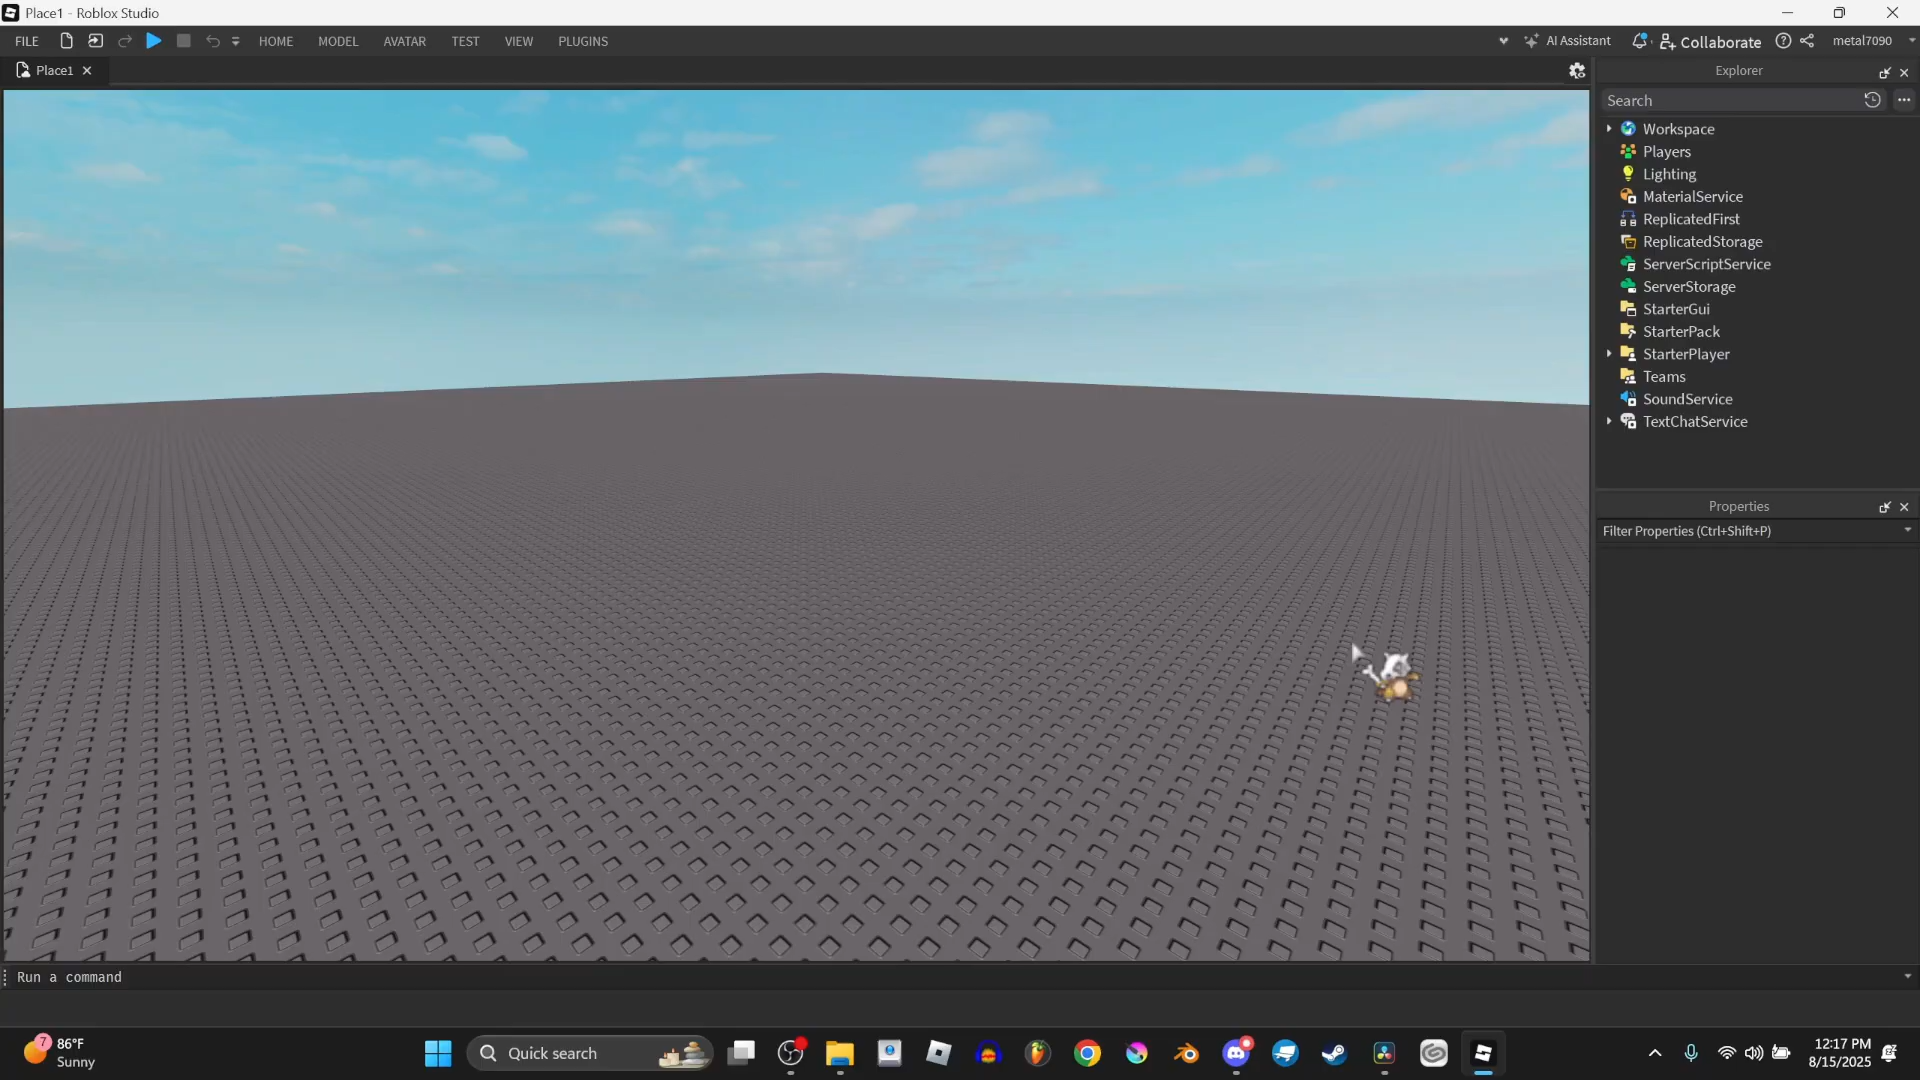 Place1 - Roblox Studio
FILE
HOME
MODEL
AVATAR
TEST
VIEW
PLUGINS
AI Assistant
Collaborate
metal7090
Place1
Explorer
Search
Workspace
Players
Lighting
MaterialService
ReplicatedFirst
ReplicatedStorage
ServerScriptService
ServerStorage
StarterGui
StarterPack
StarterPlayer
Teams
SoundService
TextChatService
Properties
Filter Properties (Ctrl+Shift+P)
Run a command
7
86°F
Sunny
Quick search
12:17 PM
8/15/2025